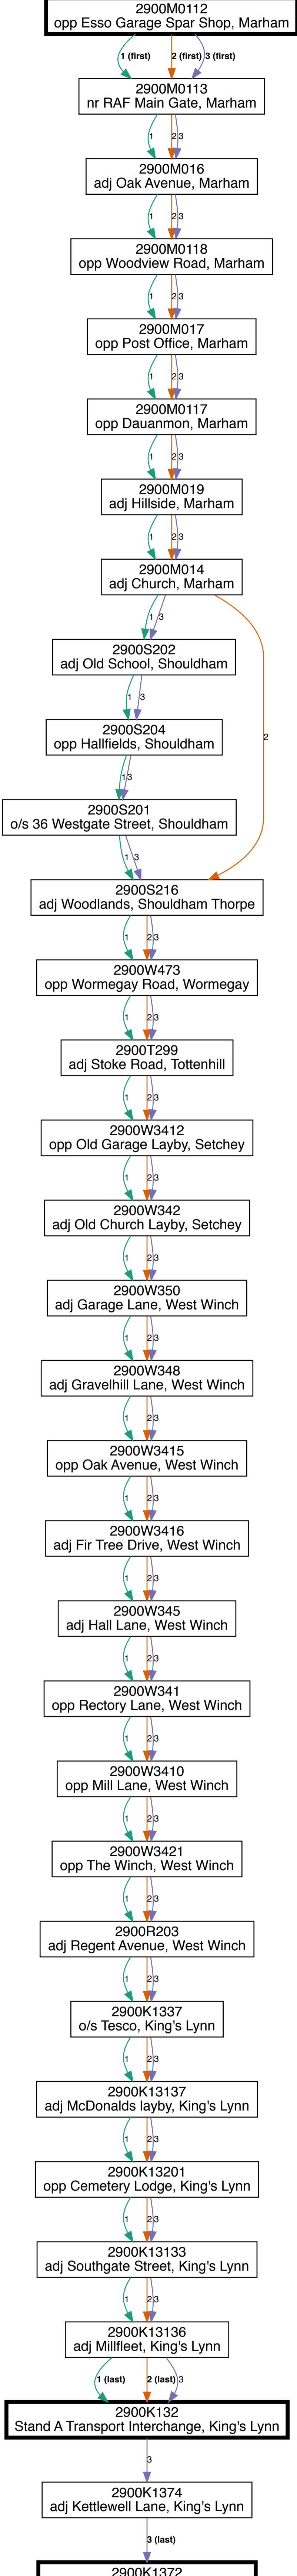 2900M0112
opp Esso Garage Spar Shop, Marham
1 (first)
2 (first)
3 (first)
2900M0113
nr RAF Main Gate, Marham
1
2
3
2900M016
adj Oak Avenue, Marham
1
2
3
2900M0118
opp Woodview Road, Marham
1
2
3
2900M017
opp Post Office, Marham
1
2
3
2900M0117
opp Dauanmon, Marham
1
2
3
2900M019
adj Hillside, Marham
1
2
3
2900M014
adj Church, Marham
1
3
2900S202
adj Old School, Shouldham
1
3
2
2900S204
opp Hallfields, Shouldham
1
3
2900S201
o/s 36 Westgate Street, Shouldham
1
3
2900S216
adj Woodlands, Shouldham Thorpe
1
2
3
2900W473
opp Wormegay Road, Wormegay
1
2
3
2900T299
adj Stoke Road, Tottenhill
1
2
3
2900W3412
opp Old Garage Layby, Setchey
1
2
3
2900W342
adj Old Church Layby, Setchey
1
2
3
2900W350
adj Garage Lane, West Winch
1
2
3
2900W348
adj Gravelhill Lane, West Winch
1
2
3
2900W3415
opp Oak Avenue, West Winch
1
2
3
2900W3416
adj Fir Tree Drive, West Winch
1
2
3
2900W345
adj Hall Lane, West Winch
1
2
3
2900W341
opp Rectory Lane, West Winch
1
2
3
2900W3410
opp Mill Lane, West Winch
1
2
3
2900W3421
opp The Winch, West Winch
1
2
3
2900R203
adj Regent Avenue, West Winch
1
2
3
2900K1337
o/s Tesco, King's Lynn
1
2
3
2900K13137
adj McDonalds layby, King's Lynn
1
2
3
2900K13201
opp Cemetery Lodge, King's Lynn
1
2
3
2900K13133
adj Southgate Street, King's Lynn
1
2
3
2900K13136
adj Millfleet, King's Lynn
1 (last)
2 (last)
3
2900K132
Stand A Transport Interchange, King's Lynn
3
2900K1374
adj Kettlewell Lane, King's Lynn
3 (last)
2900K1372